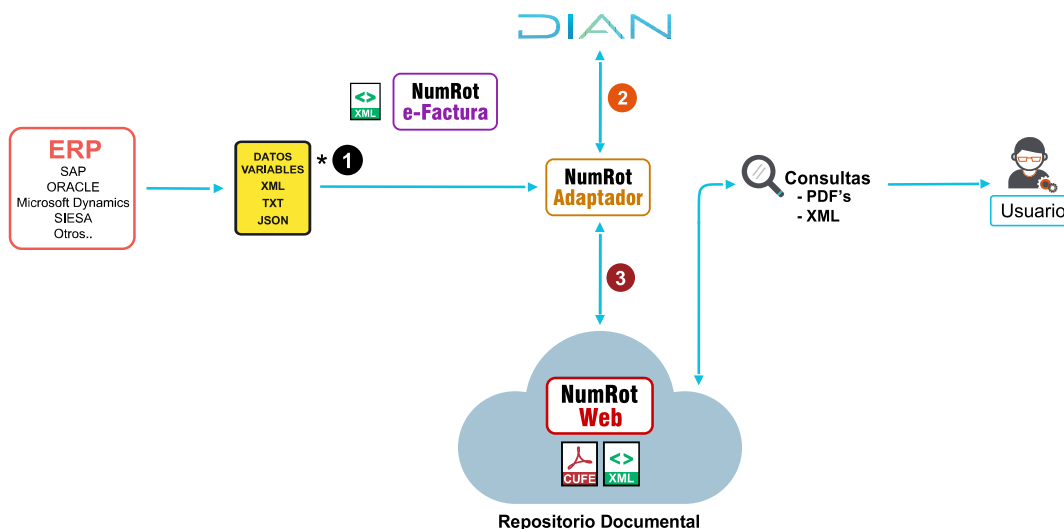 DIAN
<>
XML
NumRot
e-Factura
2
ERP
SAP
ORACLE
Microsoft Dynamics
SIESA
Otros..
DATOS
VARIABLES
XML
TXT
JSON
* 1
NumRot
Adaptador
Consultas
- PDF's
- XML
Usuario
3
NumRot
Web
CUFE
<>
XML
Repositorio Documental